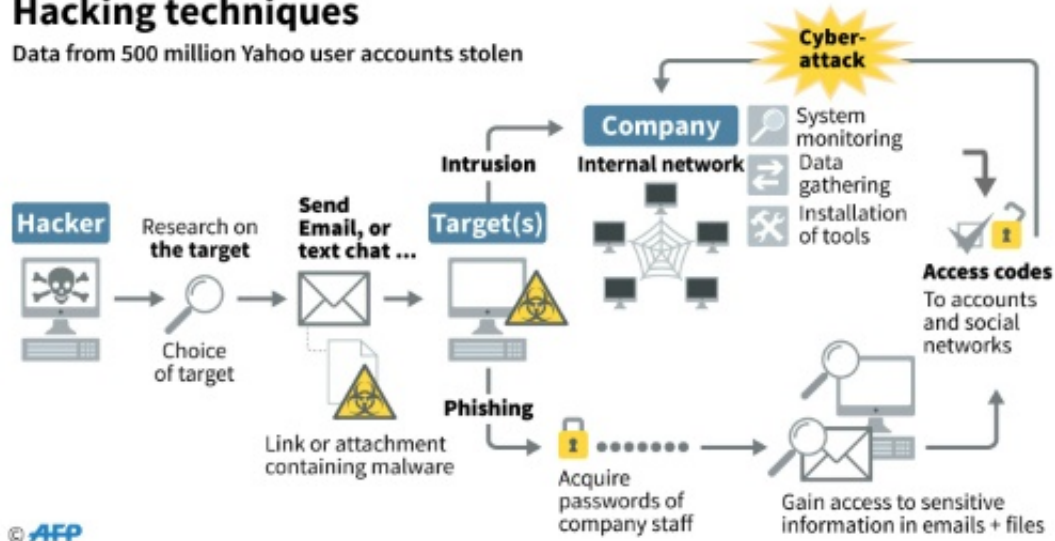 Hacking techniques
Data from 500 million Yahoo user accounts stolen
Cyber-
attack
Company
Internal network
System
monitoring
Data
gathering
Installation
of tools
Intrusion
Hacker
Research on
the target
Choice
of target
Send
Email, or
text chat ...
Link or attachment
containing malware
Target(s)
Phishing
Acquire
passwords of
company staff
Gain access to sensitive
information in emails + files
Access codes
To accounts
and social
networks
© AFP